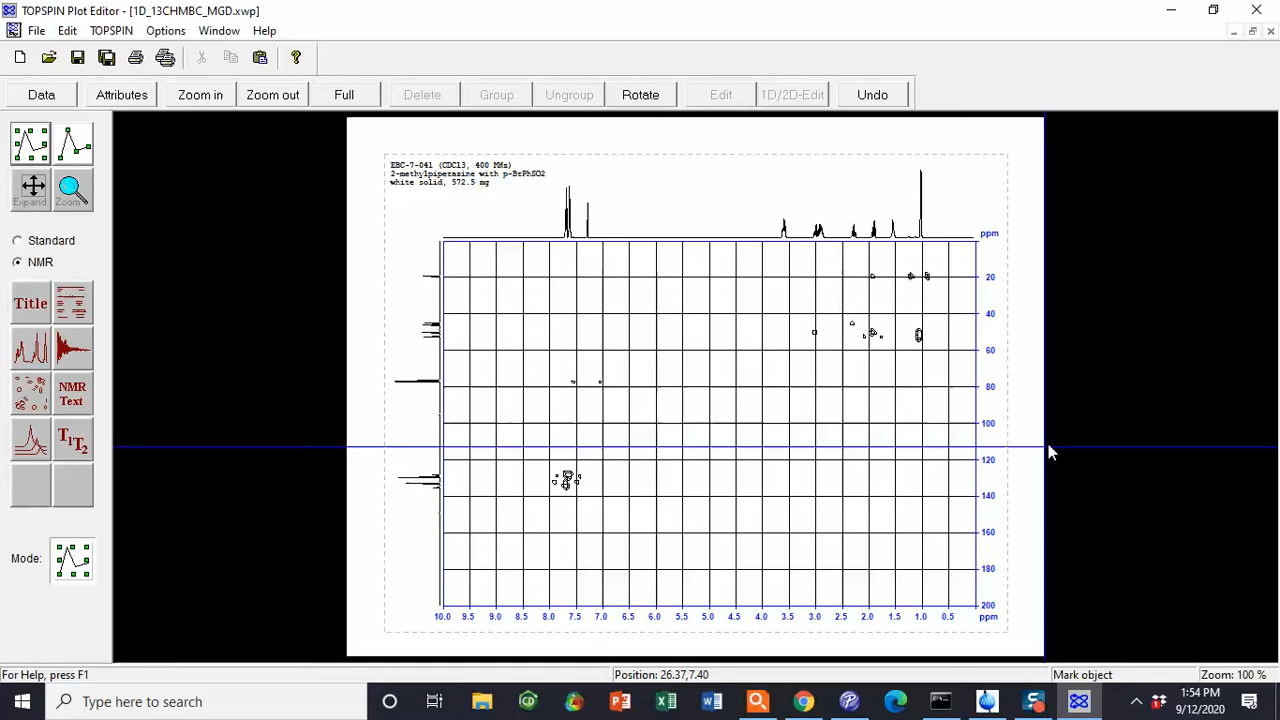 TOPSPIN Plot Editor - [1D_13CHMBC_MGD.xwp]
File Edit TOPSPIN Options Window Help
Data Attributes Zoom in Zoom out Full Delete Group Ungroup Rotate Edit 1D/2D-Edit Undo
Expand Zoom
Standard
NMR
Title
NMR
Text
T1T2
Mode:
EBC-7-041 (CDCl3, 400 MHz)
2-methylpiperazine with p-BrPhSO2
white solid, 572.5 mg
ppm
20
40
60
80
100
120
140
160
180
200
10.0 9.5 9.0 8.5 8.0 7.5 7.0 6.5 6.0 5.5 5.0 4.5 4.0 3.5 3.0 2.5 2.0 1.5 1.0 0.5 ppm
For Help, press F1 Position: 26.37,7.40 Mark object Zoom: 100 %
Type here to search
1:54 PM
9/12/2020